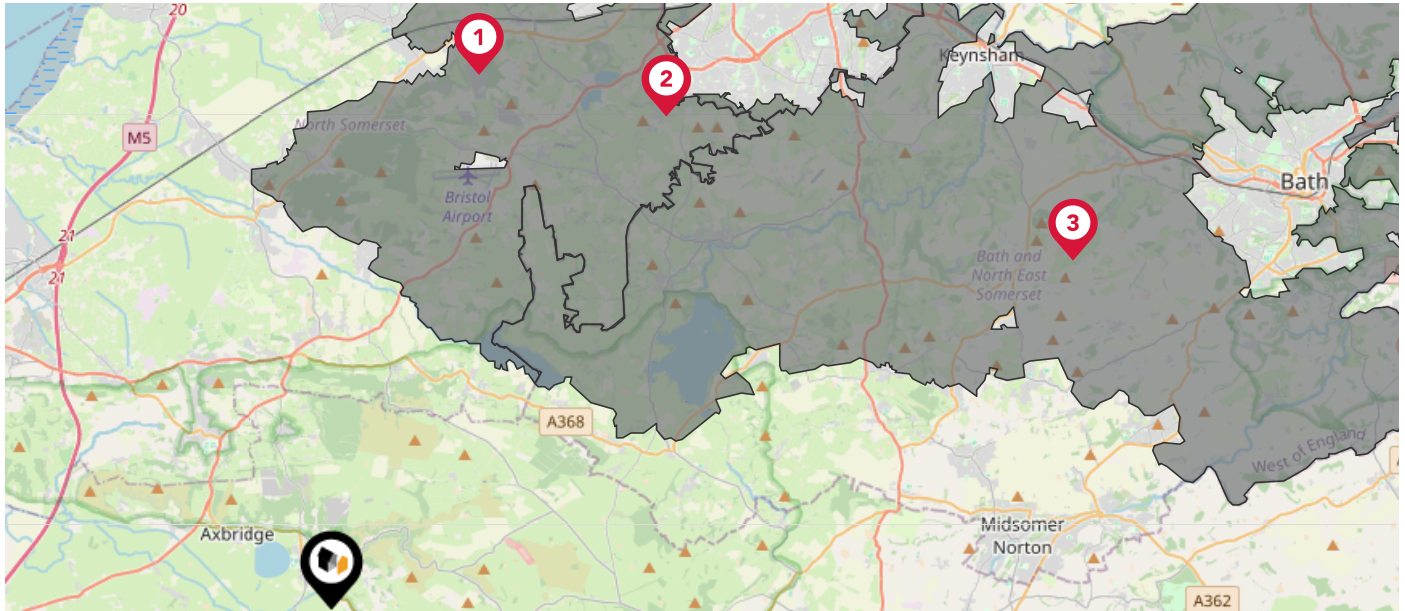 20
1
2
Keynsham
North Somerset
M5
Bristol
Airport
Bath
3
21
21
Bath and
North East
Somerset
A368
West of England
Axbridge
Midsomer
Norton
A362